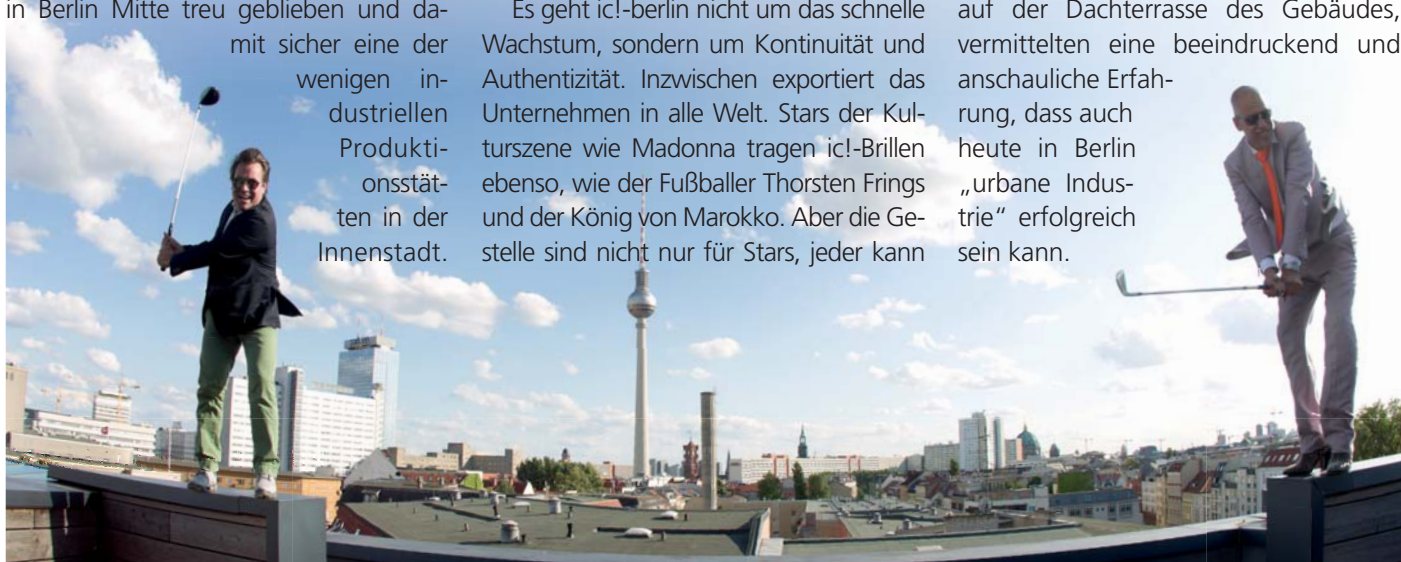 in Berlin Mitte treu geblieben und da-
mit sicher eine der
wenigen in-
dustriellen
Produkti-
onsstät-
ten in der
Innenstadt.
Es geht ic!-berlin nicht um das schnelle
Wachstum, sondern um Kontinuität und
Authentizität. Inzwischen exportiert das
Unternehmen in alle Welt. Stars der Kul-
turszene wie Madonna tragen ic!-Brillen
ebenso, wie der Fußballer Thorsten Frings
und der König von Marokko. Aber die Ge-
stelle sind nicht nur für Stars, jeder kann
auf der Dachterrasse des Gebäudes,
vermittelten eine beeindruckend und
anschauliche Erfah-
rung, dass auch
heute in Berlin
„urbane Indus-
trie“ erfolgreich
sein kann.